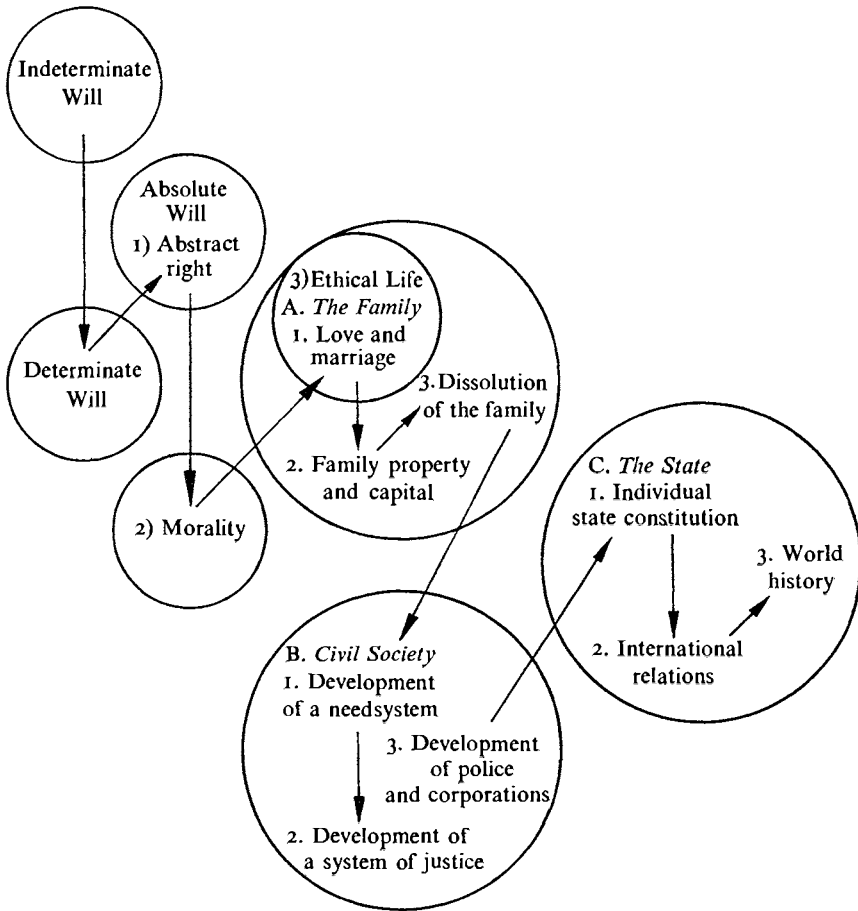 Indeterminate
Will
Absolute
Will
1) Abstract
right
Determinate
Will
2) Morality
3) Ethical Life
A. The Family
1. Love and
marriage
3. Dissolution
of the family
2. Family property
and capital
B. Civil Society
1. Development
of a needsystem
3. Development
of police
and corporations
2. Development of
a system of justice
C. The State
1. Individual
state constitution
3. World
history
2. International
relations